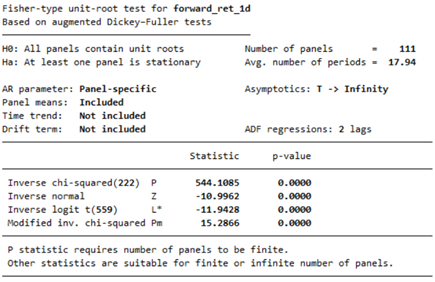 Fisher-type unit-root test for forward_ret_1d
Based on augmented Dickey–Fuller tests
H0: All panels contain unit roots Number of panels = 111
Ha: At least one panel is stationary Avg. number of periods = 17.94
AR parameter: Panel-specific Asymptotics: T -> Infinity
Panel means: Included
Time trend: Not included
Drift term: Not included ADF regressions: 2 lags
Statistic p-value
Inverse chi-squared(222) P 544.1085 0.0000
Inverse normal Z -10.9962 0.0000
Inverse logit t(559) L* -11.9428 0.0000
Modified inv. chi-squared Pm 15.2866 0.0000
P statistic requires number of panels to be finite.
Other statistics are suitable for finite or infinite number of panels.